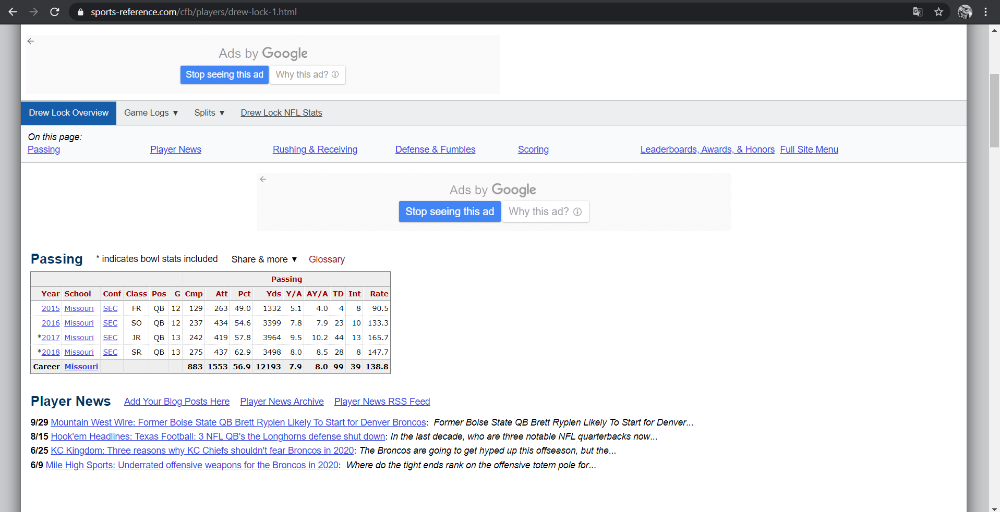 sports-reference.com/cfb/players/drew-lock-1.html
Ads by Google
Stop seeing this ad Why this ad?
Drew Lock Overview Game Logs ▼ Splits ▼ Drew Lock NFL Stats
On this page:
Passing Player News Rushing & Receiving Defense & Fumbles Scoring Leaderboards, Awards, & Honors Full Site Menu
Ads by Google
Stop seeing this ad Why this ad?
Passing * indicates bowl stats included Share & more ▼ Glossary
Passing
Year School Conf Class Pos G Cmp Att Pct Yds Y/A AY/A TD Int Rate
2015 Missouri SEC FR QB 12 129 263 49.0 1332 5.1 4.0 4 8 90.5
2016 Missouri SEC SO QB 12 237 434 54.6 3399 7.8 7.9 23 10 133.3
*2017 Missouri SEC JR QB 13 242 419 57.8 3964 9.5 10.2 44 13 165.7
*2018 Missouri SEC SR QB 13 275 437 62.9 3498 8.0 8.5 28 8 147.7
Career Missouri 883 1553 56.9 12193 7.9 8.0 99 39 138.8
Player News Add Your Blog Posts Here Player News Archive Player News RSS Feed
9/29 Mountain West Wire: Former Boise State QB Brett Rypien Likely To Start for Denver Broncos: Former Boise State QB Brett Rypien Likely To Start for Denver...
8/15 Hook'em Headlines: Texas Football: 3 NFL QB's the Longhorns defense shut down: In the last decade, who are three notable NFL quarterbacks now...
6/25 KC Kingdom: Three reasons why KC Chiefs shouldn't fear Broncos in 2020: The Broncos are going to get hyped up this offseason, but the...
6/9 Mile High Sports: Underrated offensive weapons for the Broncos in 2020: Where do the tight ends rank on the offensive totem pole for...